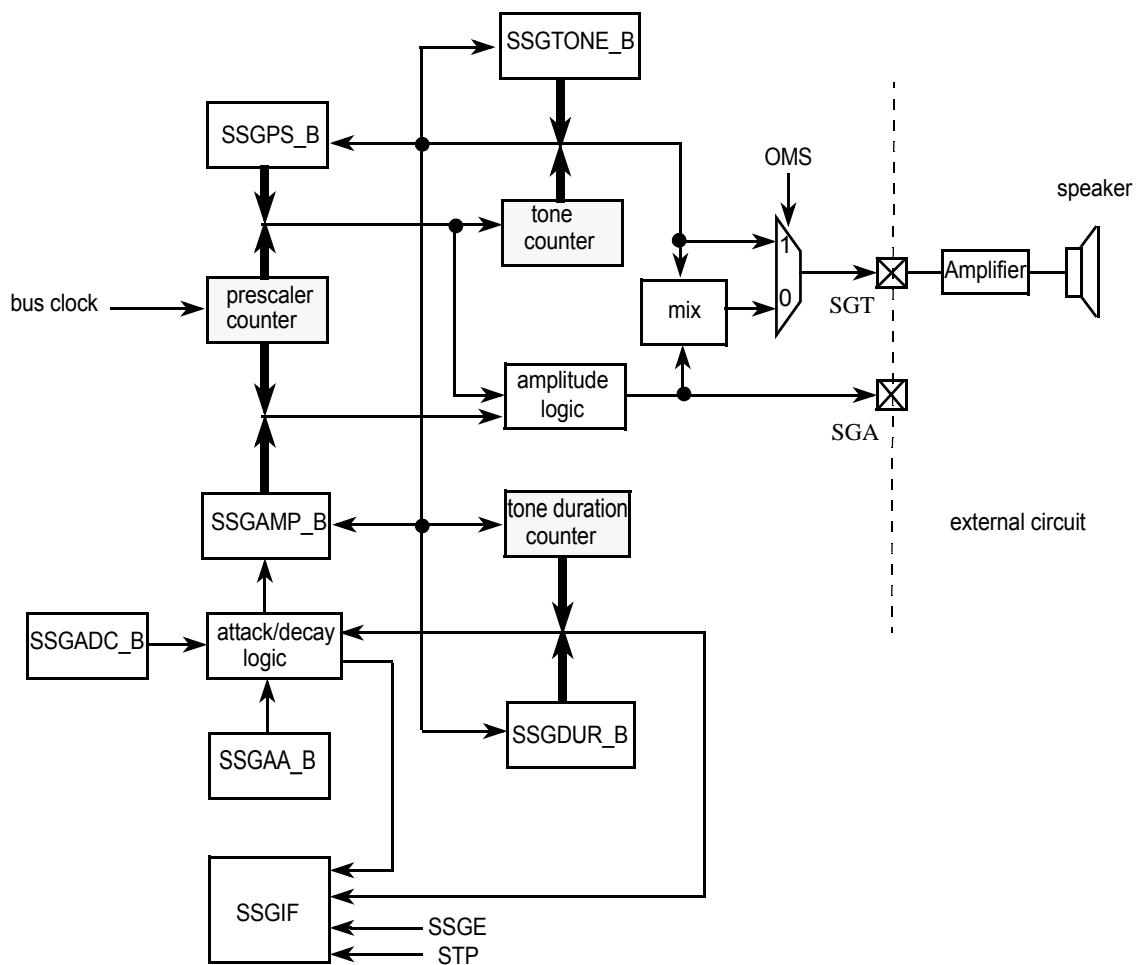 SSGTONE_B
SSGPS_B
OMS
speaker
tone
counter
1
Amplifier
bus clock
prescaler
counter
mix
0
SGT
amplitude
logic
SGA
SSGAMP_B
tone duration
counter
external circuit
SSGADC_B
attack/decay
logic
SSGDUR_B
SSGAA_B
SSGIF
SSGE
STP